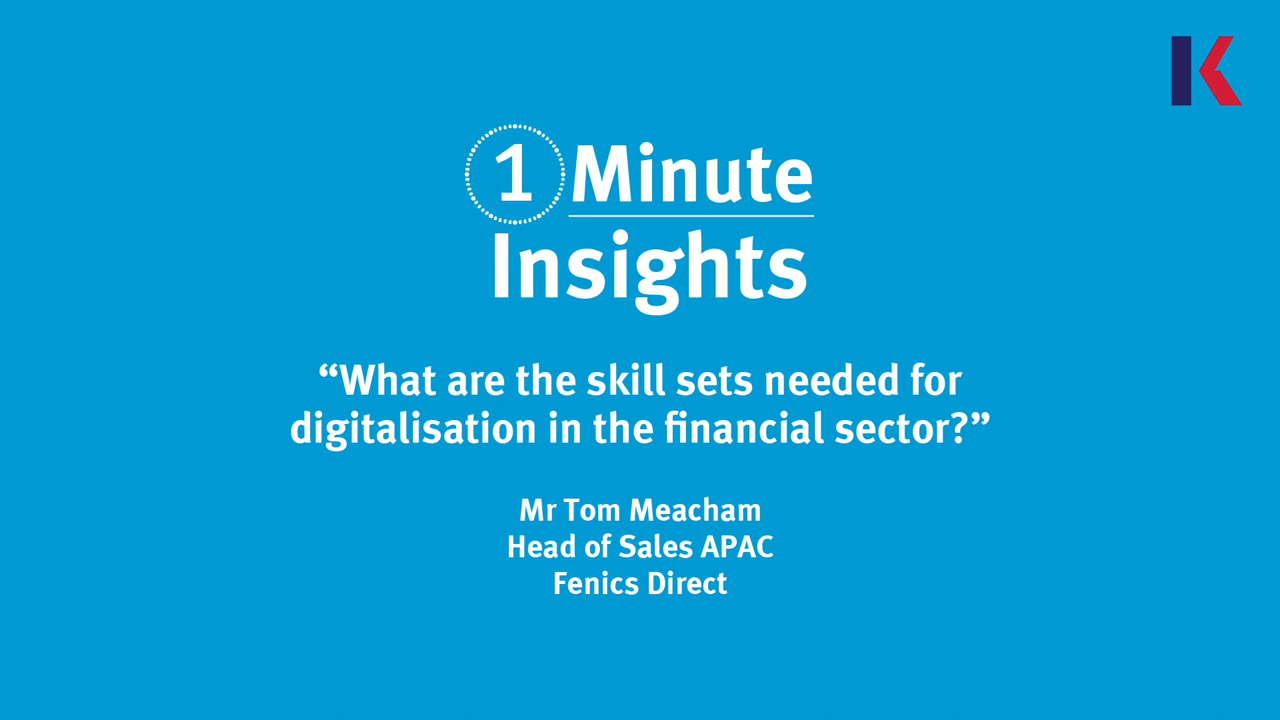 1 Minute
Insights
“What are the skill sets needed for
digitalisation in the financial sector?”
Mr Tom Meacham
Head of Sales APAC
Fenics Direct
K